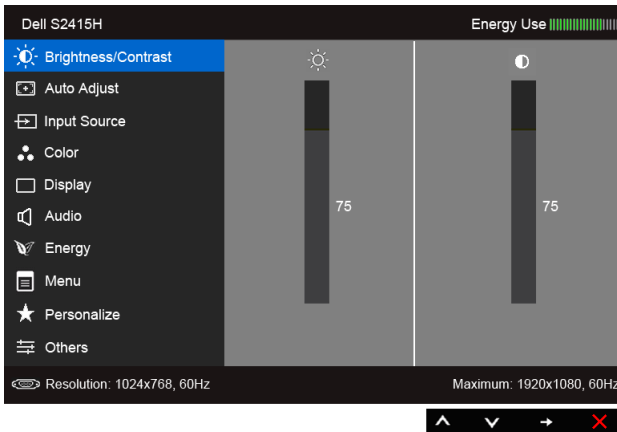 Dell S2415H
Energy Use
Brightness/Contrast
Auto Adjust
Input Source
Color
Display
Audio
Energy
Menu
Personalize
Others
75
75
Resolution: 1024x768, 60Hz
Maximum: 1920x1080, 60Hz